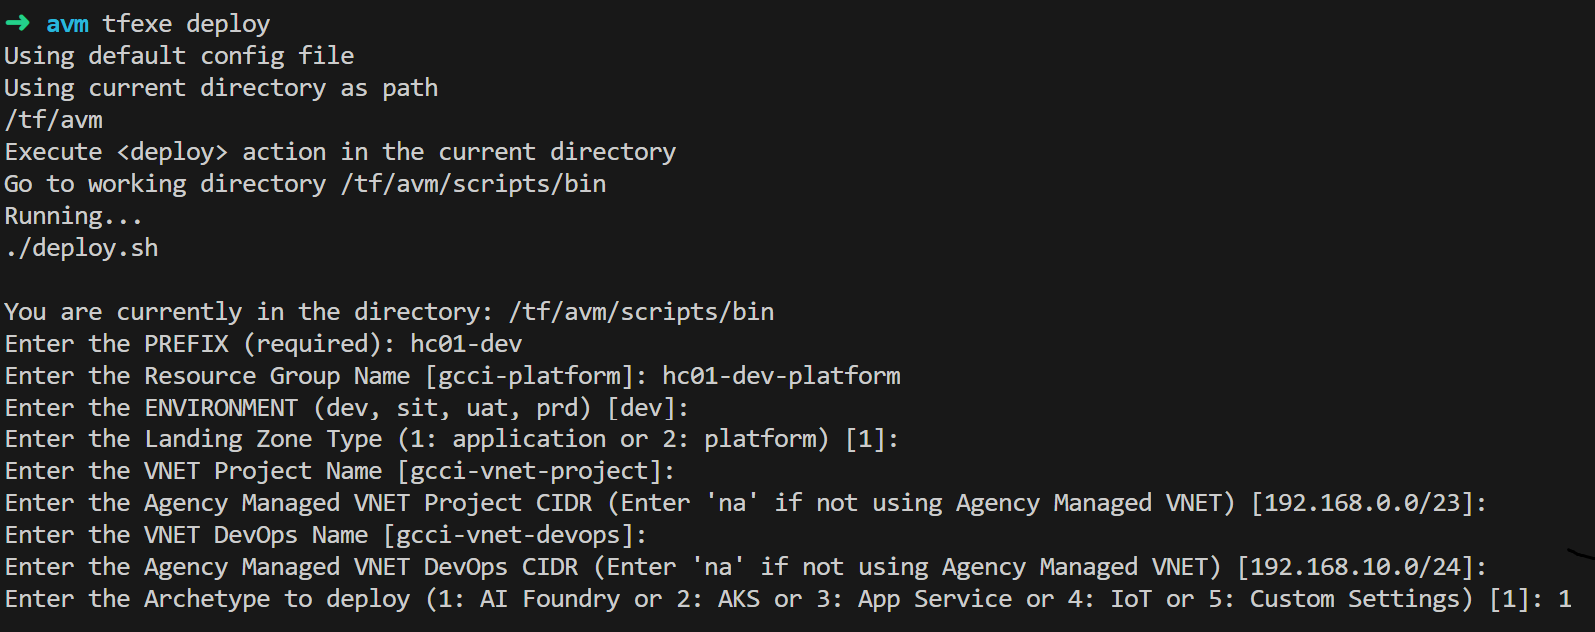 ➜ avm tfexe deploy
Using default config file
Using current directory as path
/tf/avm
Execute <deploy> action in the current directory
Go to working directory /tf/avm/scripts/bin
Running...
./deploy.sh
You are currently in the directory: /tf/avm/scripts/bin
Enter the PREFIX (required): hc01-dev
Enter the Resource Group Name [gcci-platform]: hc01-dev-platform
Enter the ENVIRONMENT (dev, sit, uat, prd) [dev]:
Enter the Landing Zone Type (1: application or 2: platform) [1]:
Enter the VNET Project Name [gcci-vnet-project]:
Enter the Agency Managed VNET Project CIDR (Enter 'na' if not using Agency Managed VNET) [192.168.0.0/23]:
Enter the VNET DevOps Name [gcci-vnet-devops]:
Enter the Agency Managed VNET DevOps CIDR (Enter 'na' if not using Agency Managed VNET) [192.168.10.0/24]:
Enter the Archetype to deploy (1: AI Foundry or 2: AKS or 3: App Service or 4: IoT or 5: Custom Settings) [1]: 1